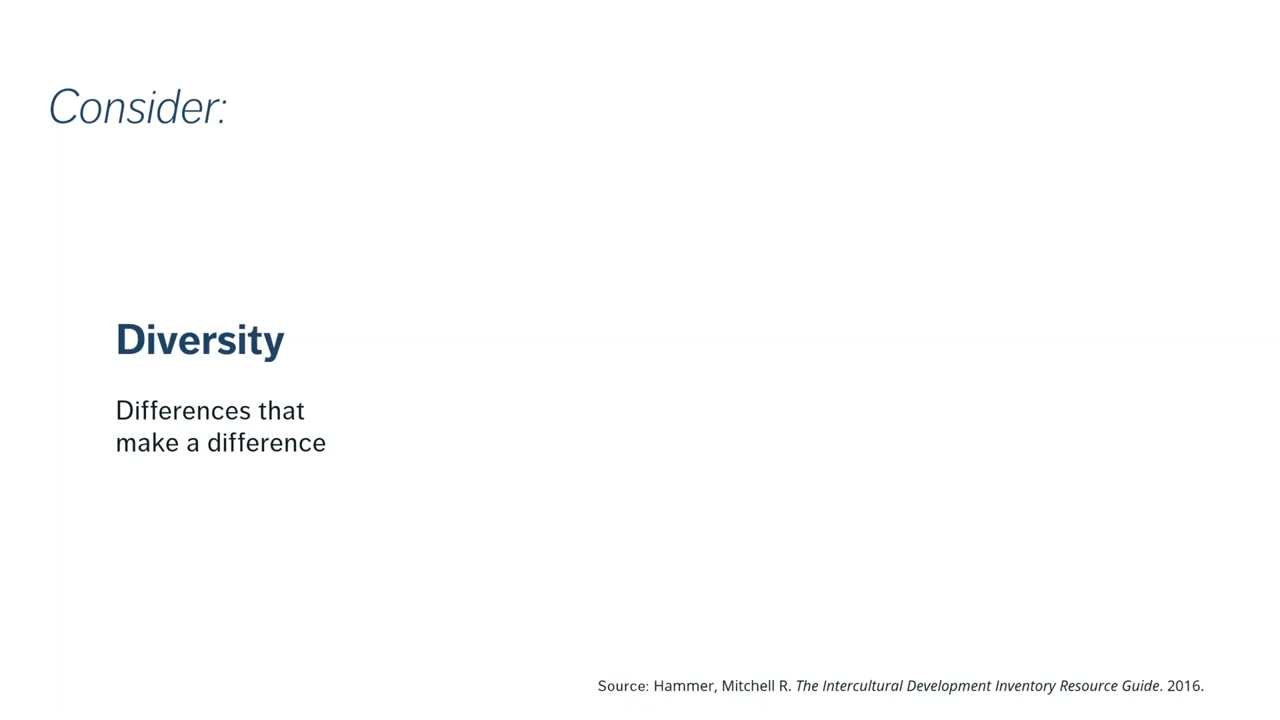 Consider:
Diversity
Differences that
make a difference
Source: Hammer, Mitchell R. The Intercultural Development Inventory Resource Guide. 2016.